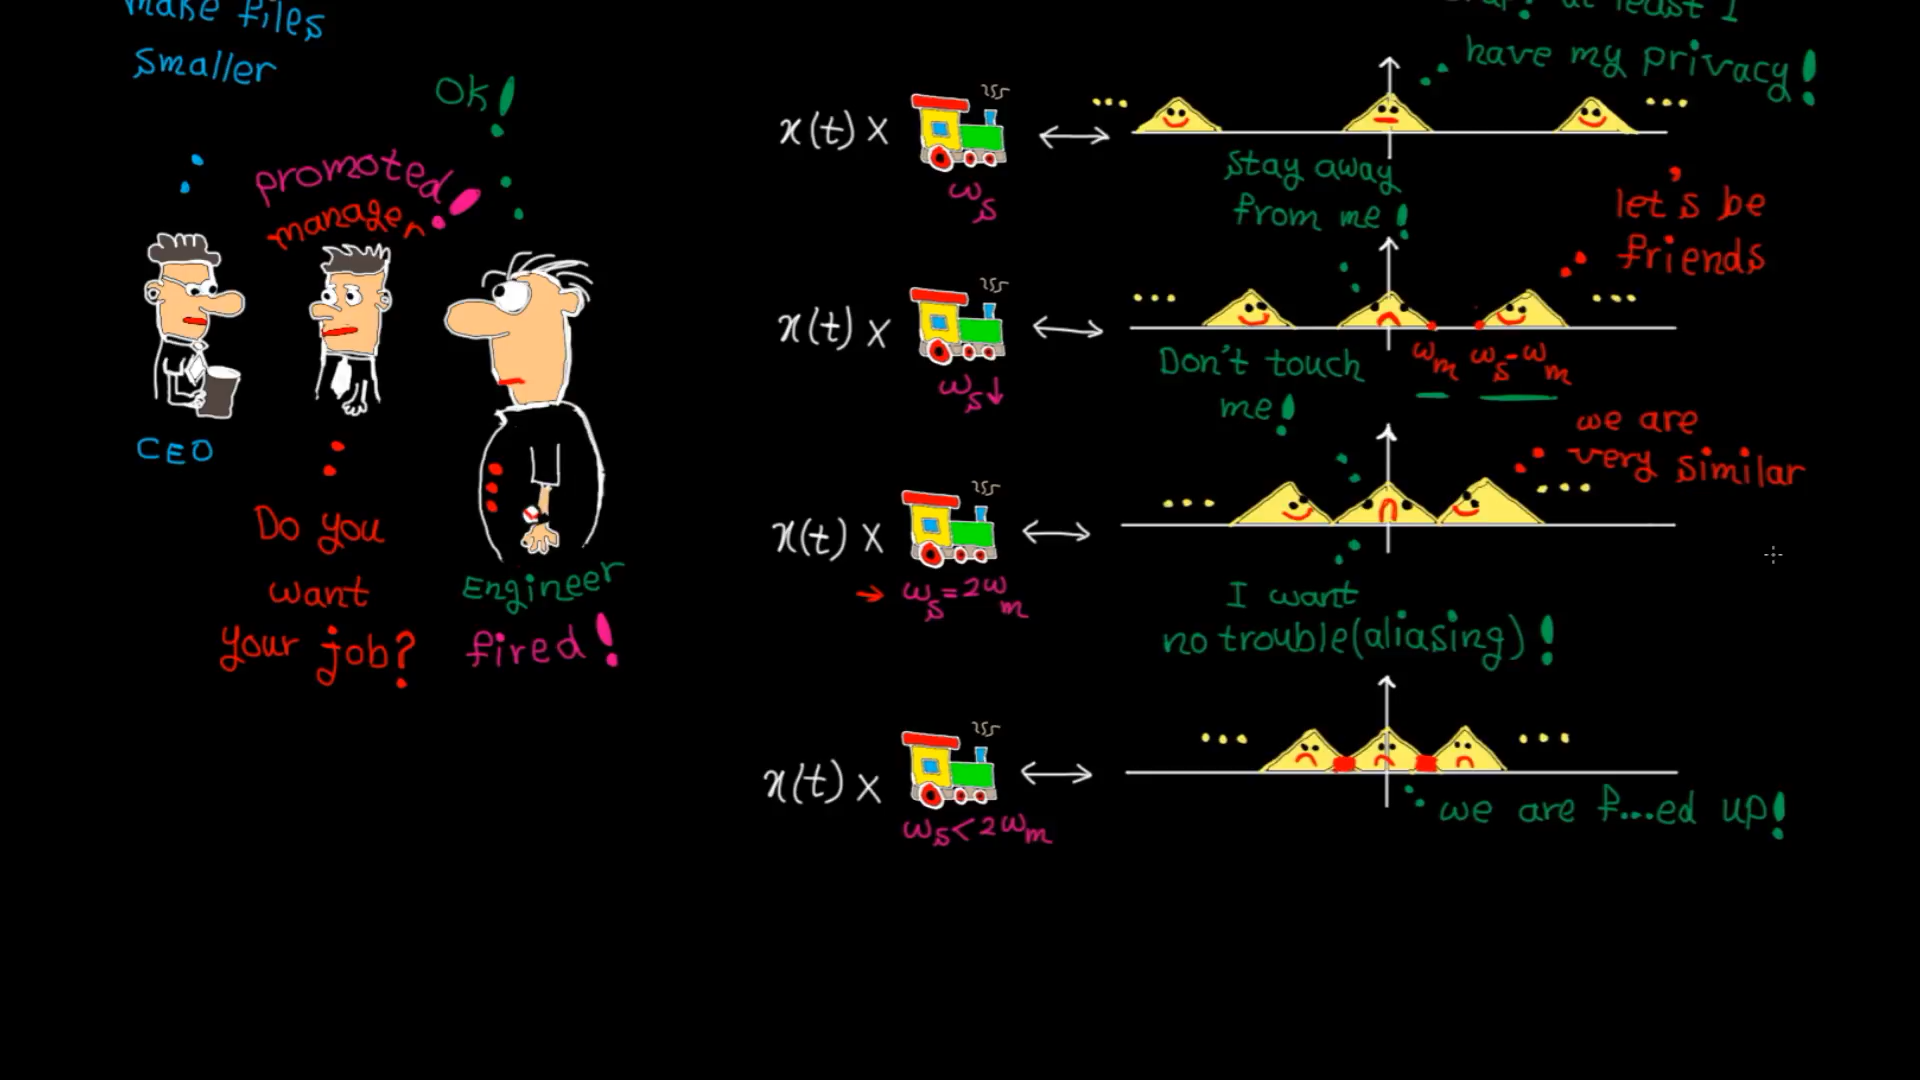 make files
smaller
OK!
promoted!
manager
CEO
Do you
want
your job?
Engineer
fired!
at least I
have my privacy!
x(t) ×
ωs
Stay away
from me!
let's be
friends
x(t) ×
ωs↓
ωm ωs-ωm
Don't touch
me!
we are
very similar
x(t) ×
→ ωs=2ωm
I want
no trouble(aliasing)!
x(t) ×
ωs<2ωm
we are f...ed up!